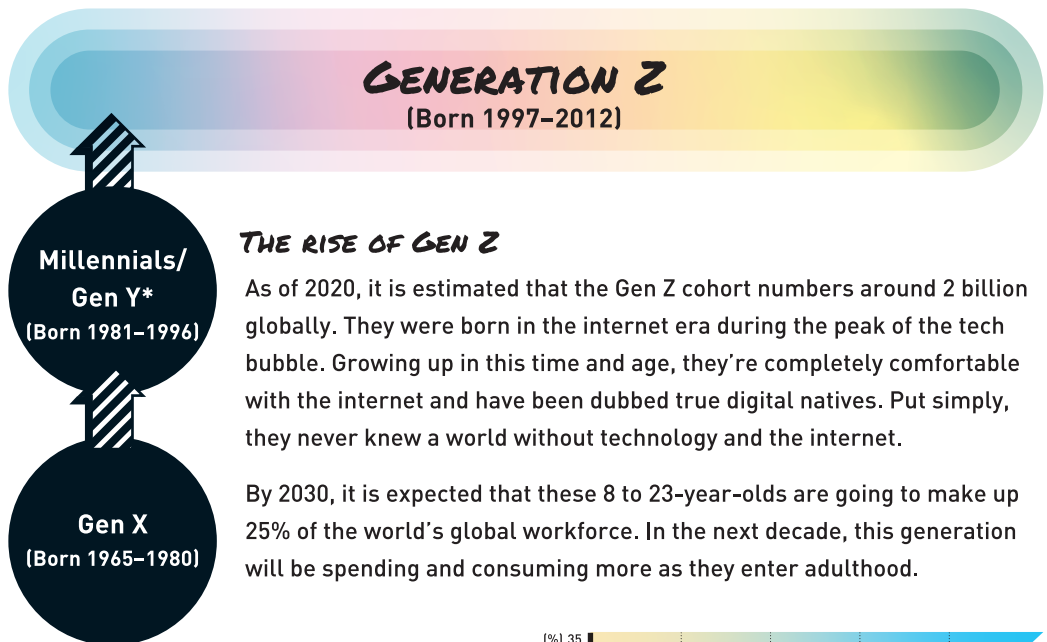 GENERATION Z
(Born 1997–2012)
Millennials/
Gen Y*
(Born 1981–1996)
Gen X
(Born 1965–1980)
THE RISE OF GEN Z
As of 2020, it is estimated that the Gen Z cohort numbers around 2 billion
globally. They were born in the internet era during the peak of the tech
bubble. Growing up in this time and age, they’re completely comfortable
with the internet and have been dubbed true digital natives. Put simply,
they never knew a world without technology and the internet.
By 2030, it is expected that these 8 to 23-year-olds are going to make up
25% of the world’s global workforce. In the next decade, this generation
will be spending and consuming more as they enter adulthood.
(%) 35